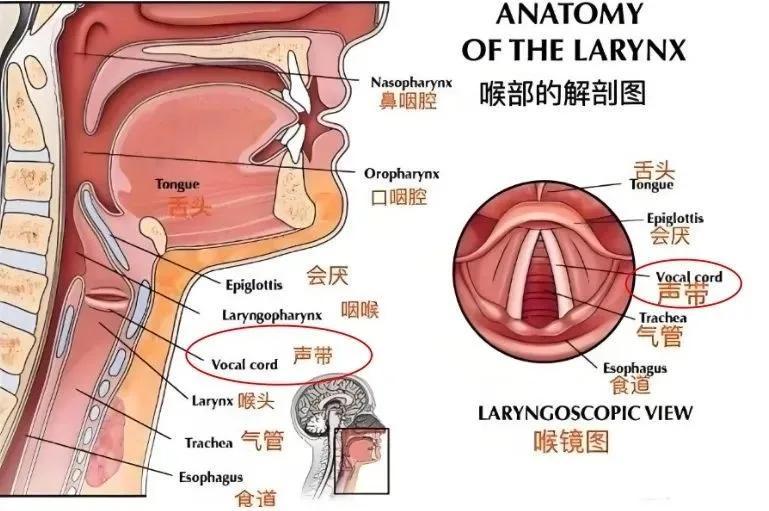 ANATOMY
OF THE LARYNX
喉部的解剖图
Nasopharynx
鼻咽腔
Oropharynx
口咽腔
Tongue
舌头
Epiglottis 会厌
Laryngopharynx 咽喉
Vocal cord 声带
Larynx 喉头
Trachea 气管
Esophagus
食道
舌头
Tongue
Epiglottis
会厌
Vocal cord
声带
Trachea
气管
Esophagus
食道
LARYNGOSCOPIC VIEW
喉镜图